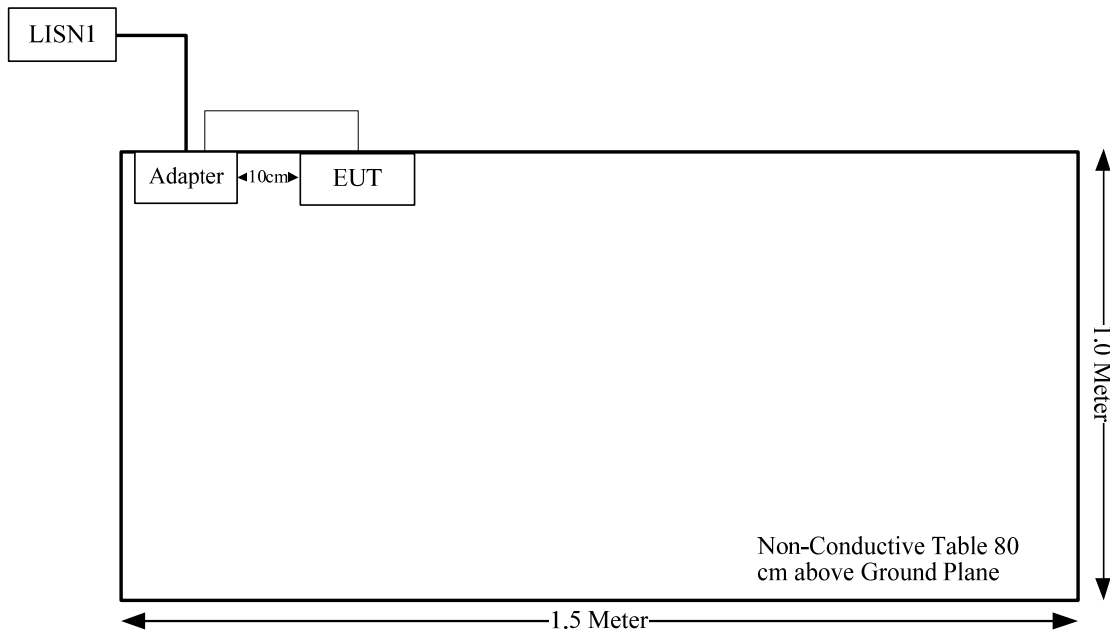 LISN1
Adapter
10cm
EUT
1.0 Meter
Non-Conductive Table 80
cm above Ground Plane
1.5 Meter